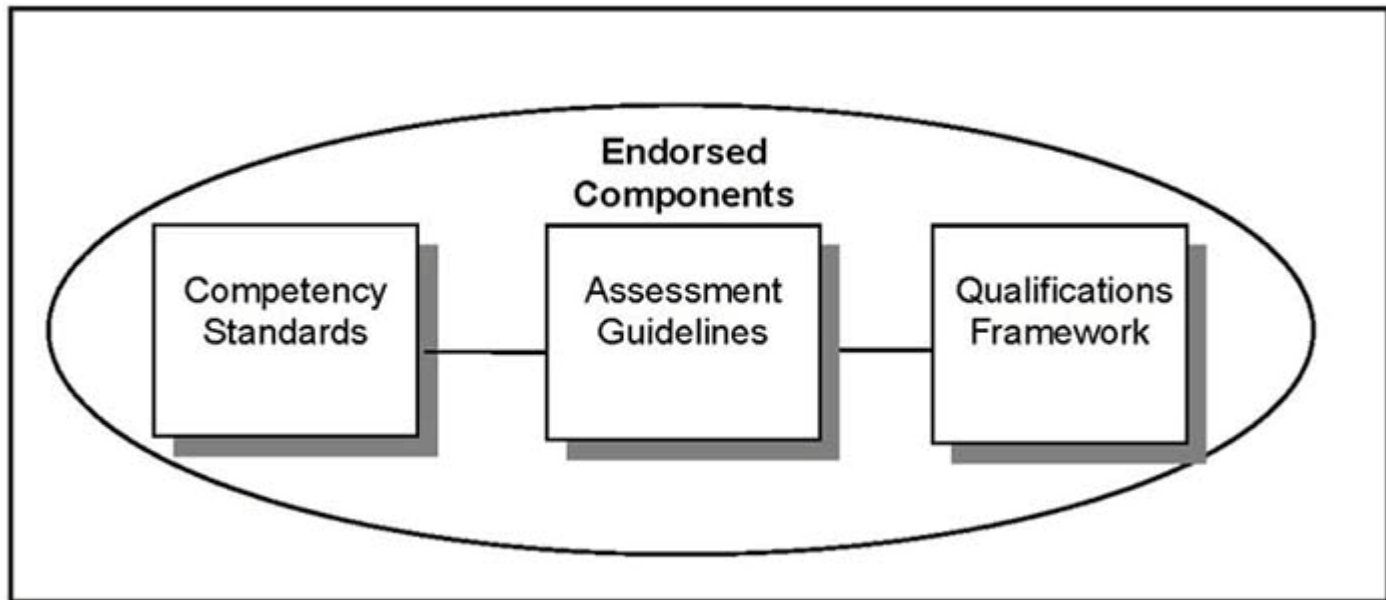 Endorsed
Components
Competency
Standards
Assessment
Guidelines
Qualifications
Framework